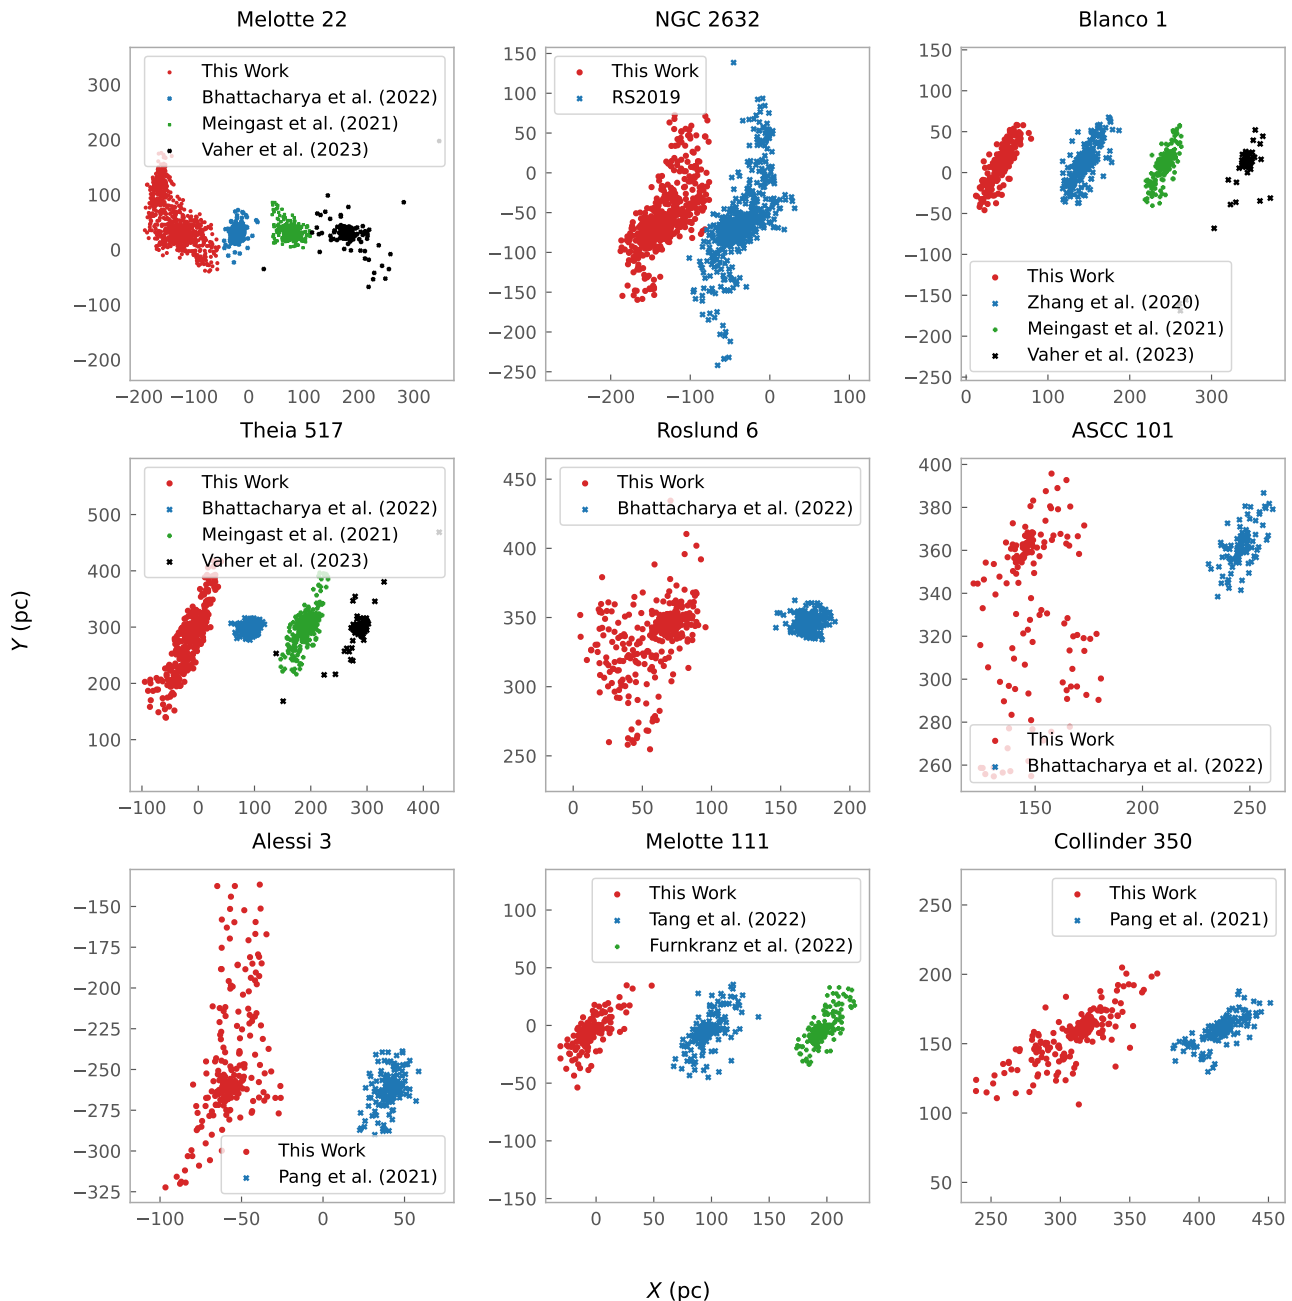 Melotte 22
NGC 2632
Blanco 1
This Work
Bhattacharya et al. (2022)
Meingast et al. (2021)
Vaher et al. (2023)
300
200
100
0
−100
−200
−200
−100
0
100
200
300
This Work
RS2019
150
100
50
0
−50
−100
−150
−200
−250
−200
−100
0
100
This Work
Zhang et al. (2020)
Meingast et al. (2021)
Vaher et al. (2023)
150
100
50
0
−50
−100
−150
−200
−250
0
100
200
300
Theia 517
Roslund 6
ASCC 101
This Work
Bhattacharya et al. (2022)
Meingast et al. (2021)
Vaher et al. (2023)
500
400
300
200
100
−100
0
100
200
300
400
This Work
Bhattacharya et al. (2022)
450
400
350
300
250
0
50
100
150
200
400
380
360
340
320
300
280
260
This Work
Bhattacharya et al. (2022)
150
200
250
Y (pc)
Alessi 3
Melotte 111
Collinder 350
−150
−175
−200
−225
−250
−275
−300
−325
This Work
Pang et al. (2021)
−100
−50
0
50
This Work
Tang et al. (2022)
Furnkranz et al. (2022)
100
50
0
−50
−100
−150
0
50
100
150
200
This Work
Pang et al. (2021)
250
200
150
100
50
250
300
350
400
450
X (pc)